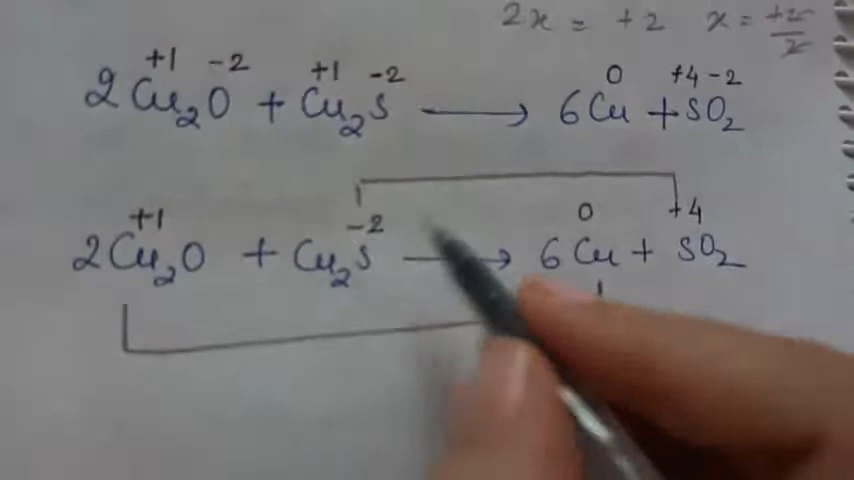 2x = +2 x = +2/2
+1 -2 +1 -2 0 +4 -2
2Cu₂O + Cu₂S → 6Cu + SO₂
+1 -2 0 +4
2Cu₂O + Cu₂S → 6Cu + SO₂